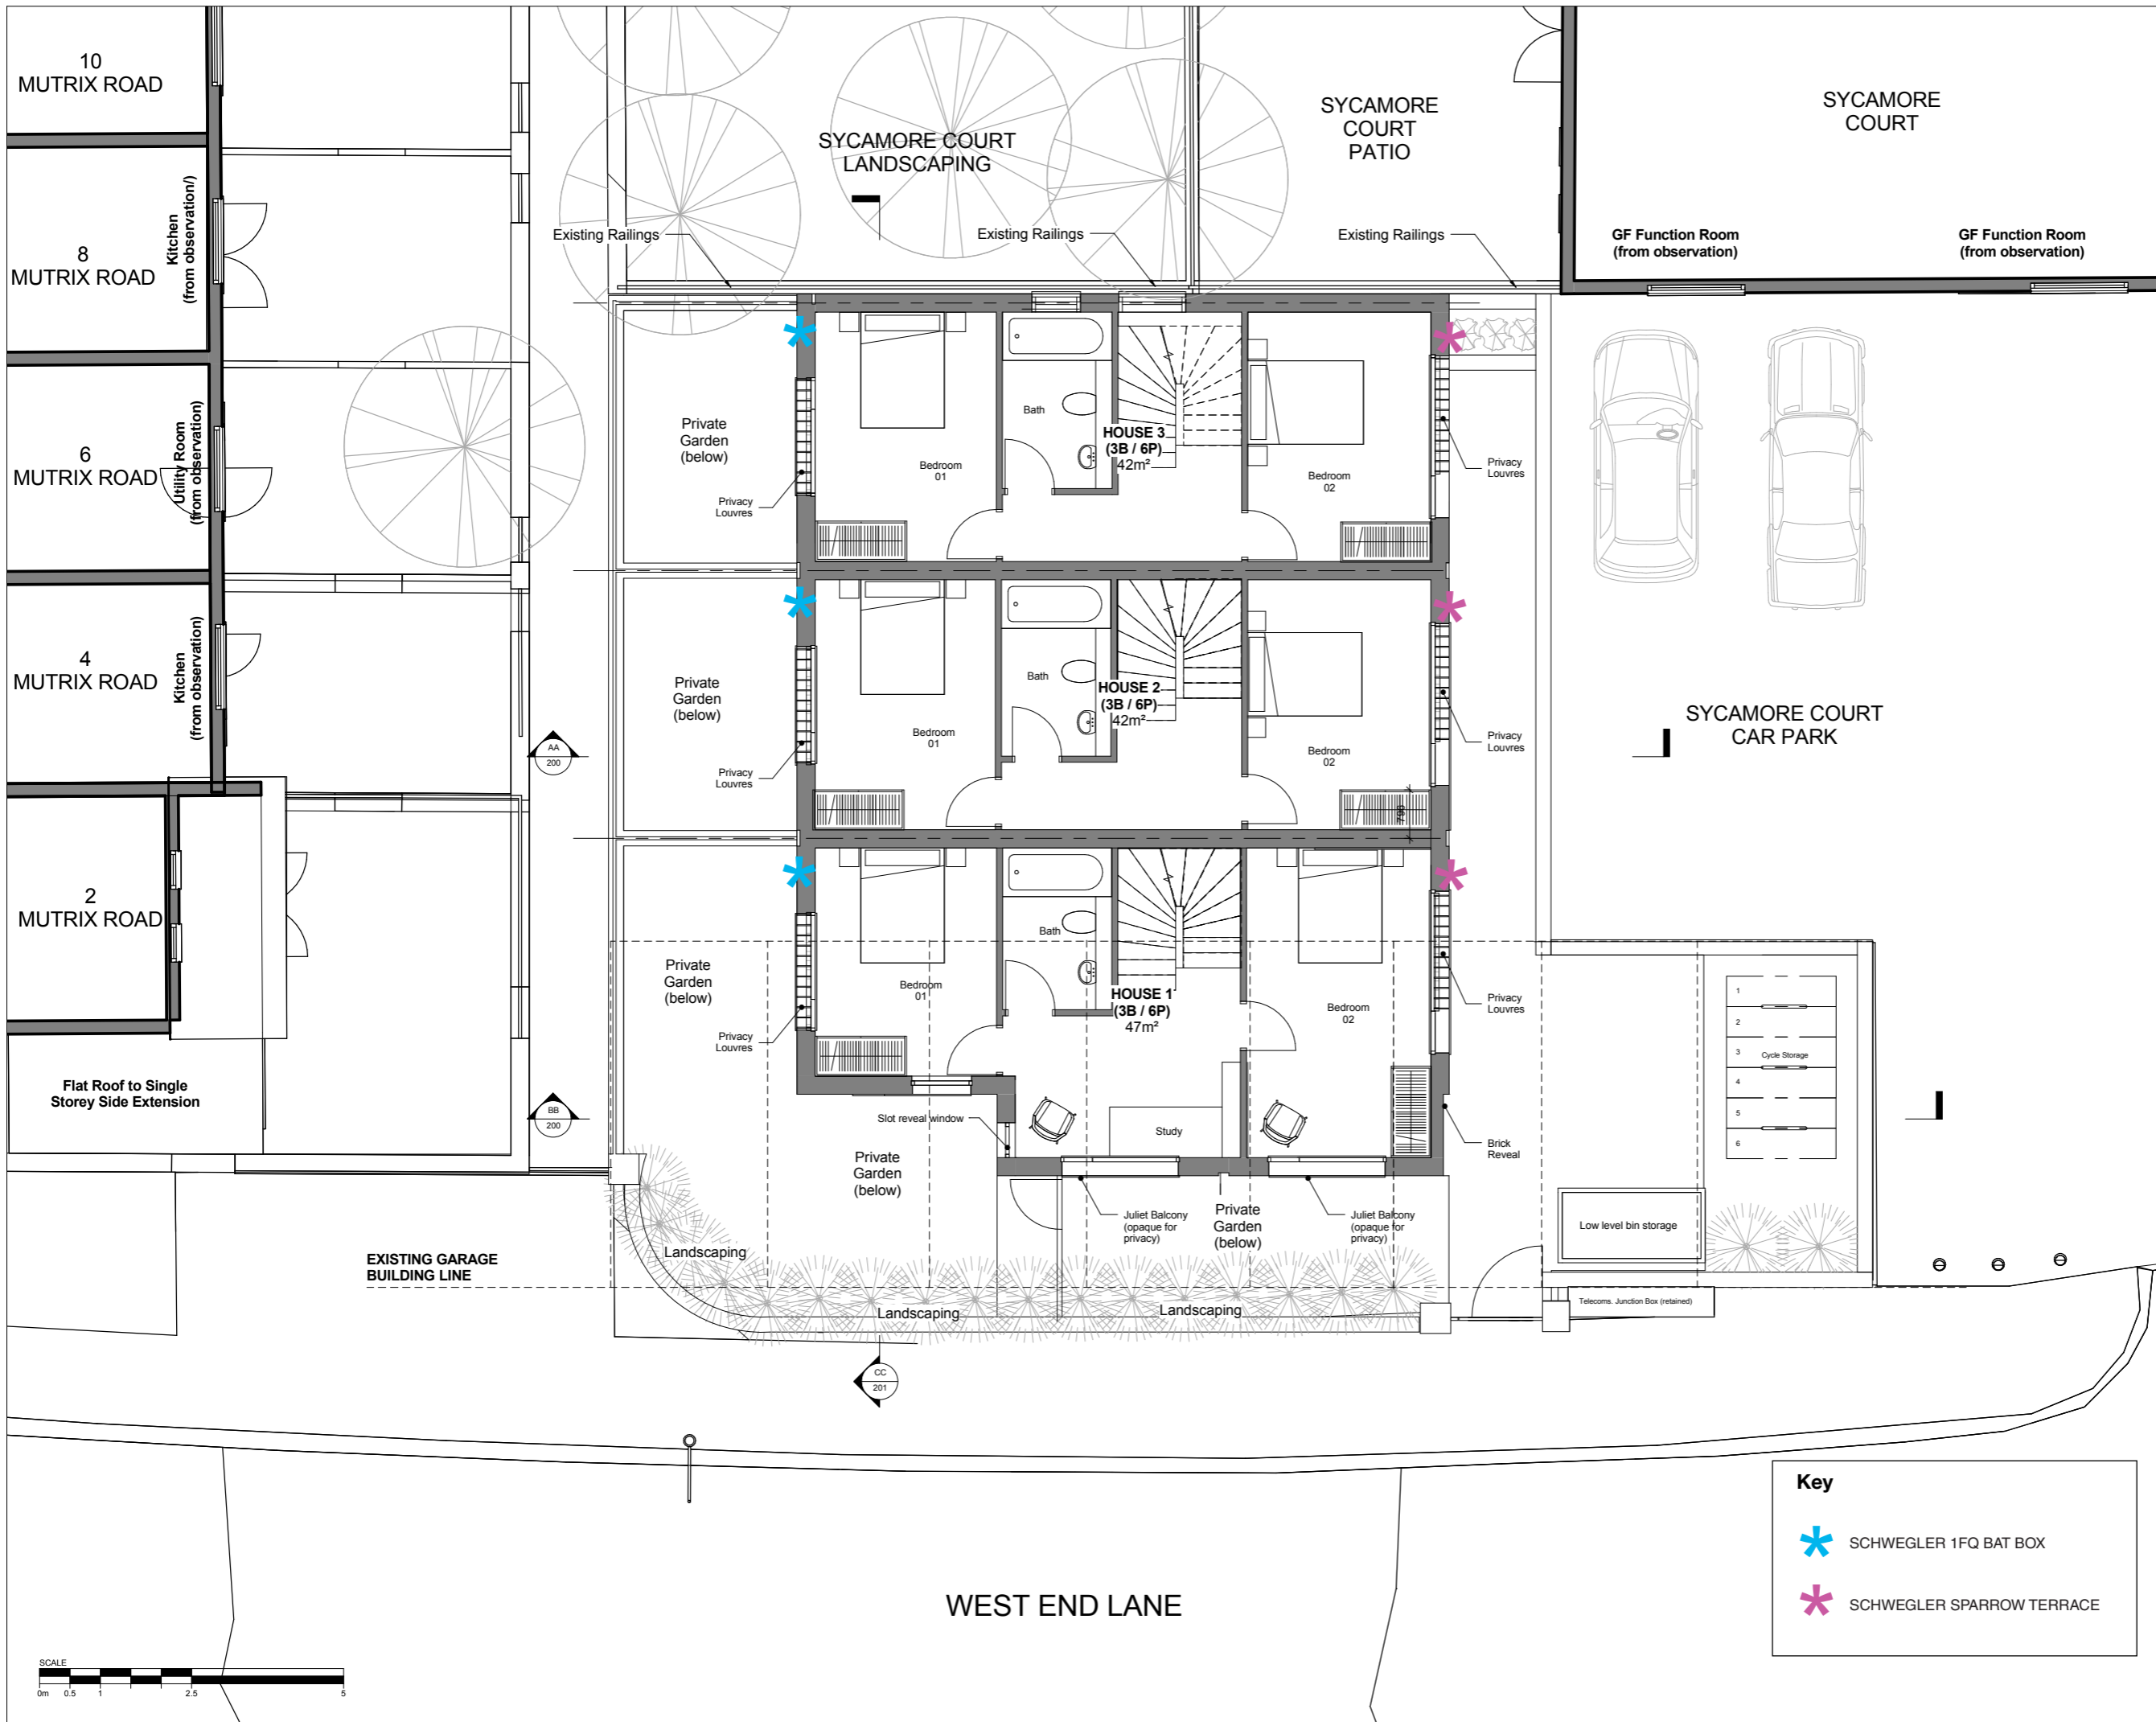 10
MUTRIX ROAD
SYCAMORE COURT
LANDSCAPING
SYCAMORE
COURT
PATIO
SYCAMORE
COURT
8
MUTRIX ROAD
Kitchen
(from observation/)
Existing Railings
Existing Railings
Existing Railings
GF Function Room
(from observation)
GF Function Room
(from observation)
6
MUTRIX ROAD
Utility Room
(from observation)
Private
Garden
(below)
Privacy
Louvres
Bedroom
01
Bath
HOUSE 3
(3B / 6P)
42m²
Bedroom
02
Privacy
Louvres
4
MUTRIX ROAD
Kitchen
(from observation)
AA
200
Private
Garden
(below)
Privacy
Louvres
Bedroom
01
Bath
HOUSE 2
(3B / 6P)
42m²
Bedroom
02
790
Privacy
Louvres
SYCAMORE COURT
CAR PARK
2
MUTRIX ROAD
Private
Garden
(below)
Privacy
Louvres
Bedroom
01
Bath
HOUSE 1
(3B / 6P)
47m²
Bedroom
02
Privacy
Louvres
1
2
3
Cycle Storage
4
5
6
Flat Roof to Single
Storey Side Extension
BB
200
Slot reveal window
Study
Brick
Reveal
Private
Garden
(below)
Juliet Balcony
(opaque for
privacy)
Private
Garden
(below)
Juliet Balcony
(opaque for
privacy)
Low level bin storage
Landscaping
EXISTING GARAGE
BUILDING LINE
Landscaping
Landscaping
Telecoms. Junction Box (retained)
CC
201
WEST END LANE
Key
SCHWEGLER 1FQ BAT BOX
SCHWEGLER SPARROW TERRACE
SCALE
0m 0.5 1 2.5 5